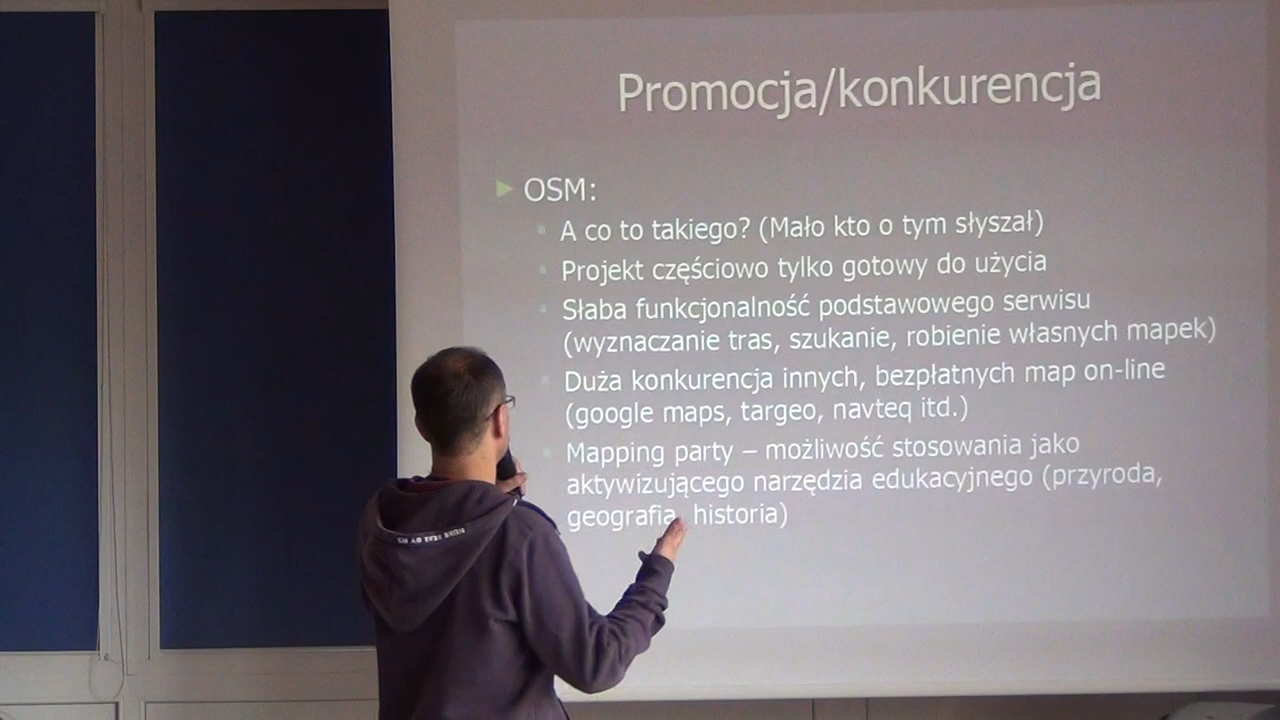 Promocja/konkurencja
OSM:
A co to takiego? (Mało kto o tym słyszał)
Projekt częściowo tylko gotowy do użycia
Słaba funkcjonalność podstawowego serwisu
(wyznaczanie tras, szukanie, robienie własnych mapek)
Duża konkurencja innych, bezpłatnych map on-line
(google maps, targeo, navteq itd.)
Mapping party – możliwość stosowania jako
aktywizującego narzędzia edukacyjnego (przyroda,
geografia, historia)